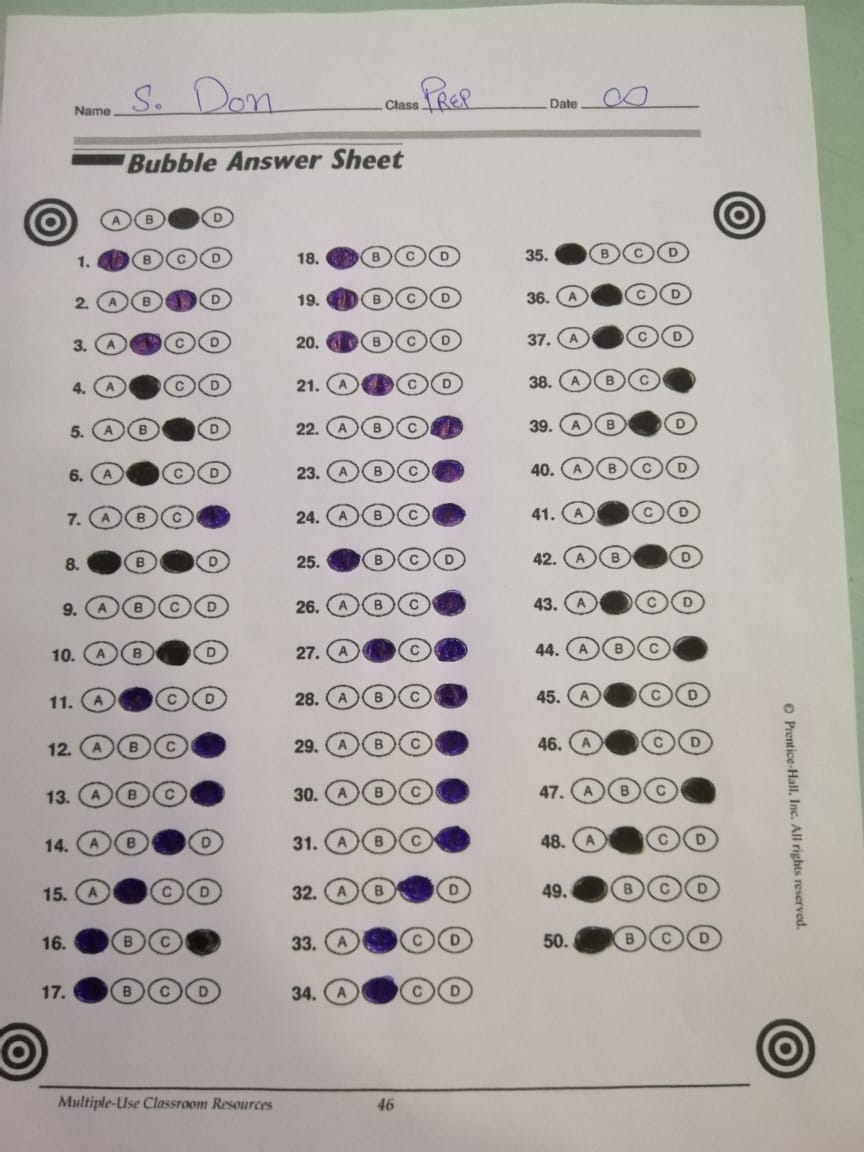 Name S. Don Class PREP Date ∞
Bubble Answer Sheet
A B D
1. B C D
2. A B D
3. A C D
4. A C D
5. A B D
6. A C D
7. A B C
8. B D
9. A B C D
10. A B D
11. A C D
12. A B C
13. A B C
14. A B D
15. A C D
16. B C
17. B C D
18. B C D
19. B C D
20. B C D
21. A C D
22. A B C
23. A B C
24. A B C
25. B C D
26. A B C
27. A C
28. A B C
29. A B C
30. A B C
31. A B C
32. A B D
33. A C D
34. A C D
35. B C D
36. A C D
37. A C D
38. A B C
39. A B D
40. A B C D
41. A C D
42. A B D
43. A C D
44. A B C
45. A C D
46. A C D
47. A B C
48. A C D
49. B C D
50. B C D
© Prentice-Hall, Inc. All rights reserved.
Multiple-Use Classroom Resources 46